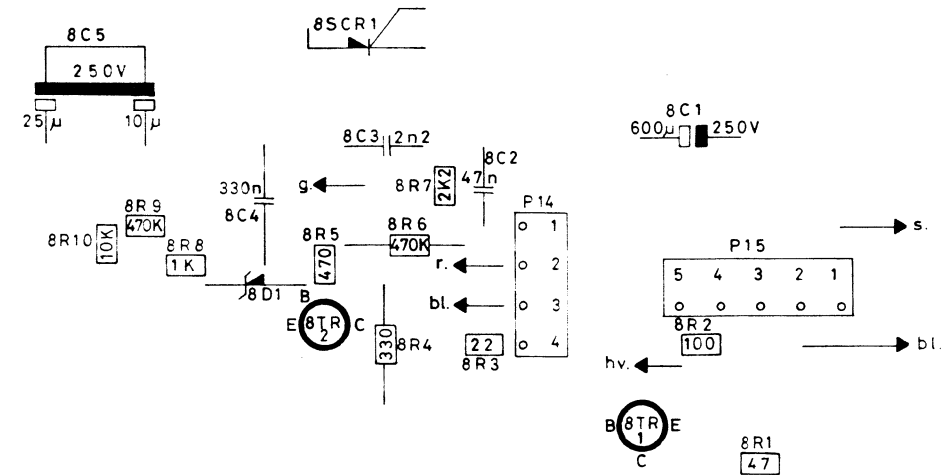 8SCR1
8C5
250V
25µ
10µ
8C1
600µ
250V
8C3
2n2
8C2
47n
8R7
2K2
g.
330n
8C4
P14
1
2
3
4
8R9
470K
8R10
10K
8R8
1K
8R5
470
8R6
470K
r.
bl.
s.
P15
5 4 3 2 1
8D1
B
E
8TR
2
C
330
8R4
22
8R3
8R2
100
bl.
hv.
B
8TR
1
E
C
8R1
47